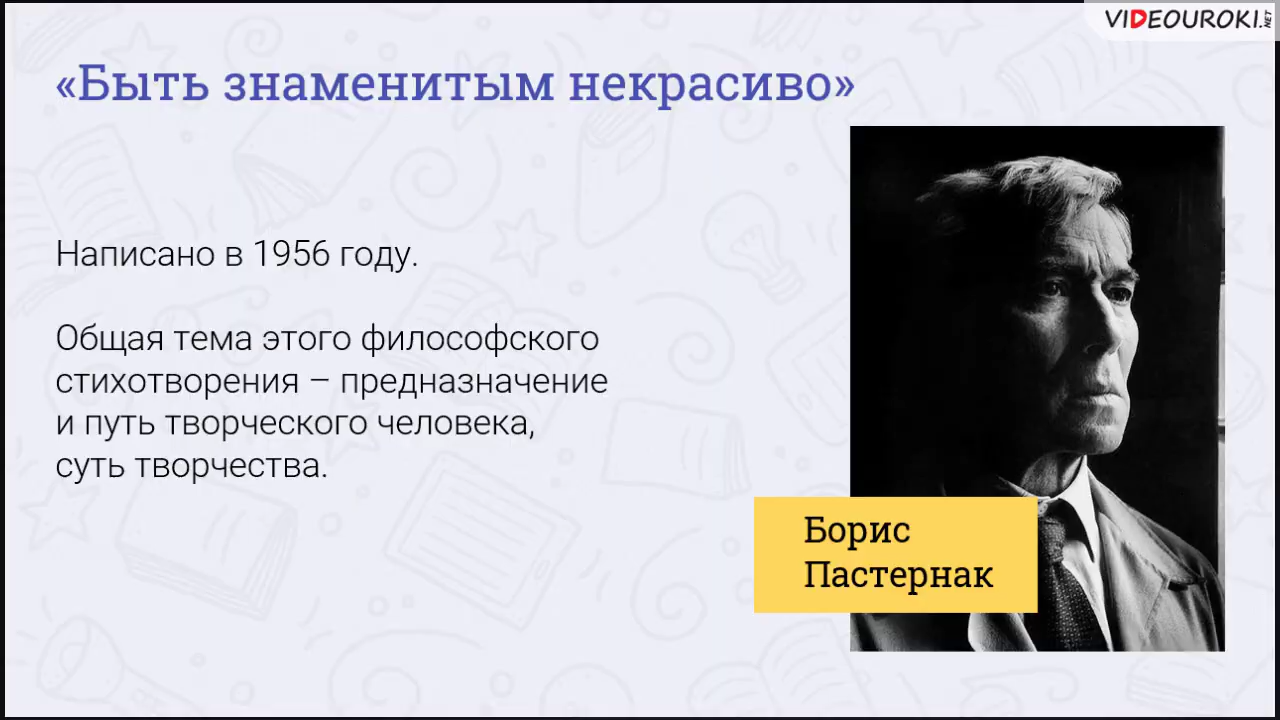 VIDEOUROKI.NET
«Быть знаменитым некрасиво»
Написано в 1956 году.
Общая тема этого философского
стихотворения – предназначение
и путь творческого человека,
суть творчества.
Борис
Пастернак